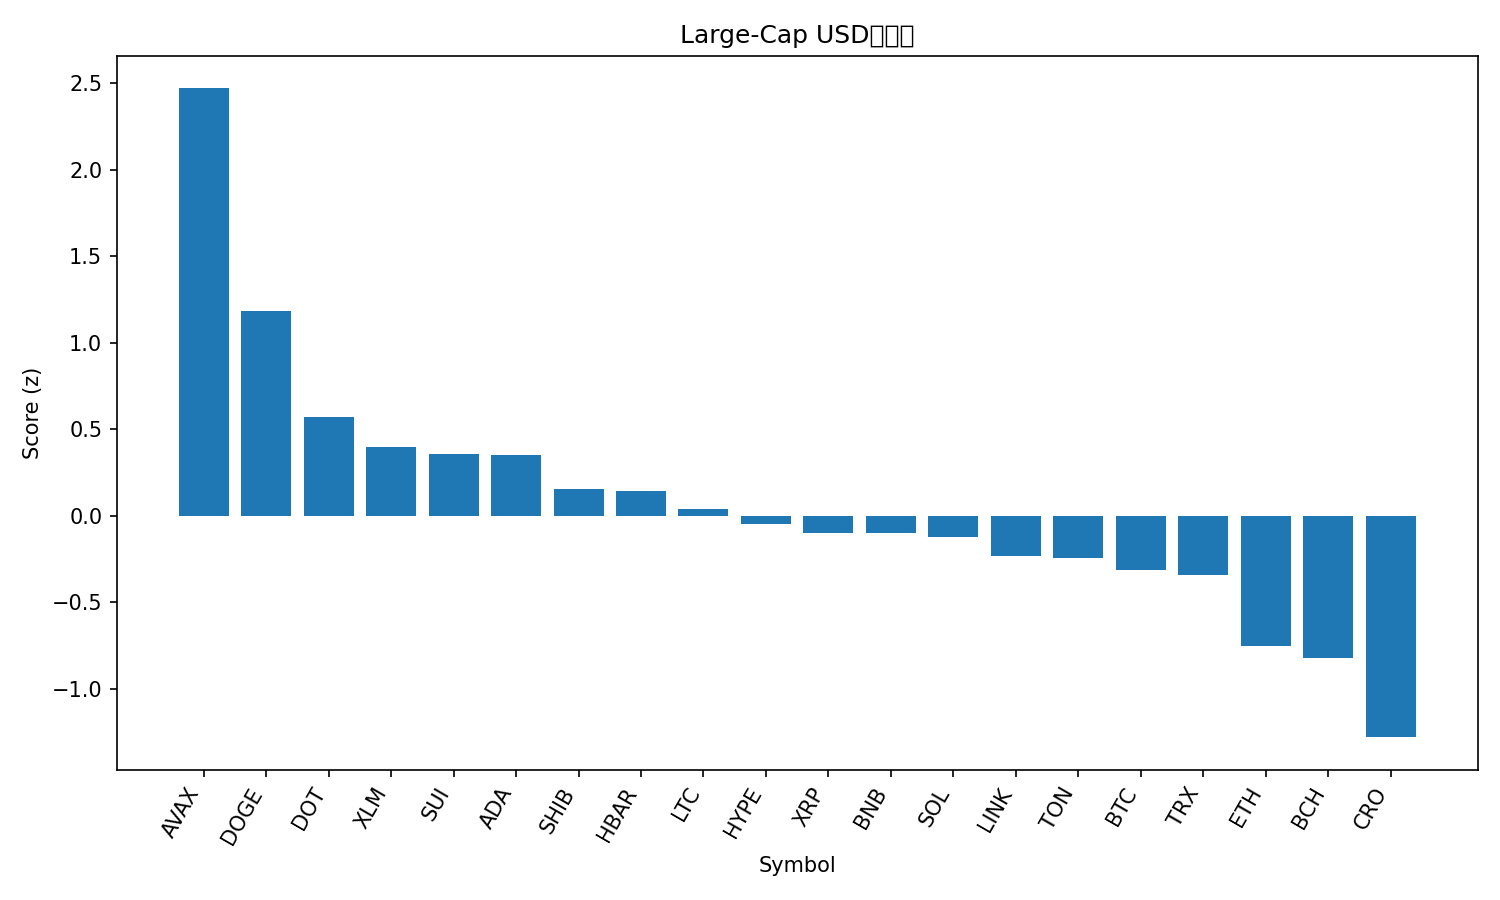 Large-Cap USD
2.5
2.0
1.5
1.0
0.5
0.0
−0.5
−1.0
Score (z)
AVAX
DOGE
DOT
XLM
SUI
ADA
SHIB
HBAR
LTC
HYPE
XRP
BNB
SOL
LINK
TON
BTC
TRX
ETH
BCH
CRO
Symbol